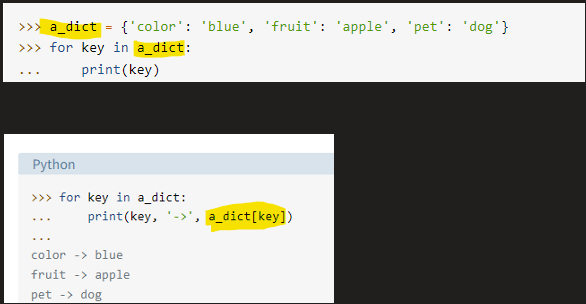 >>> a_dict = {'color': 'blue', 'fruit': 'apple', 'pet': 'dog'}
>>> for key in a_dict:
...     print(key)
Python
>>> for key in a_dict:
...     print(key, '->', a_dict[key])
...
color -> blue
fruit -> apple
pet -> dog